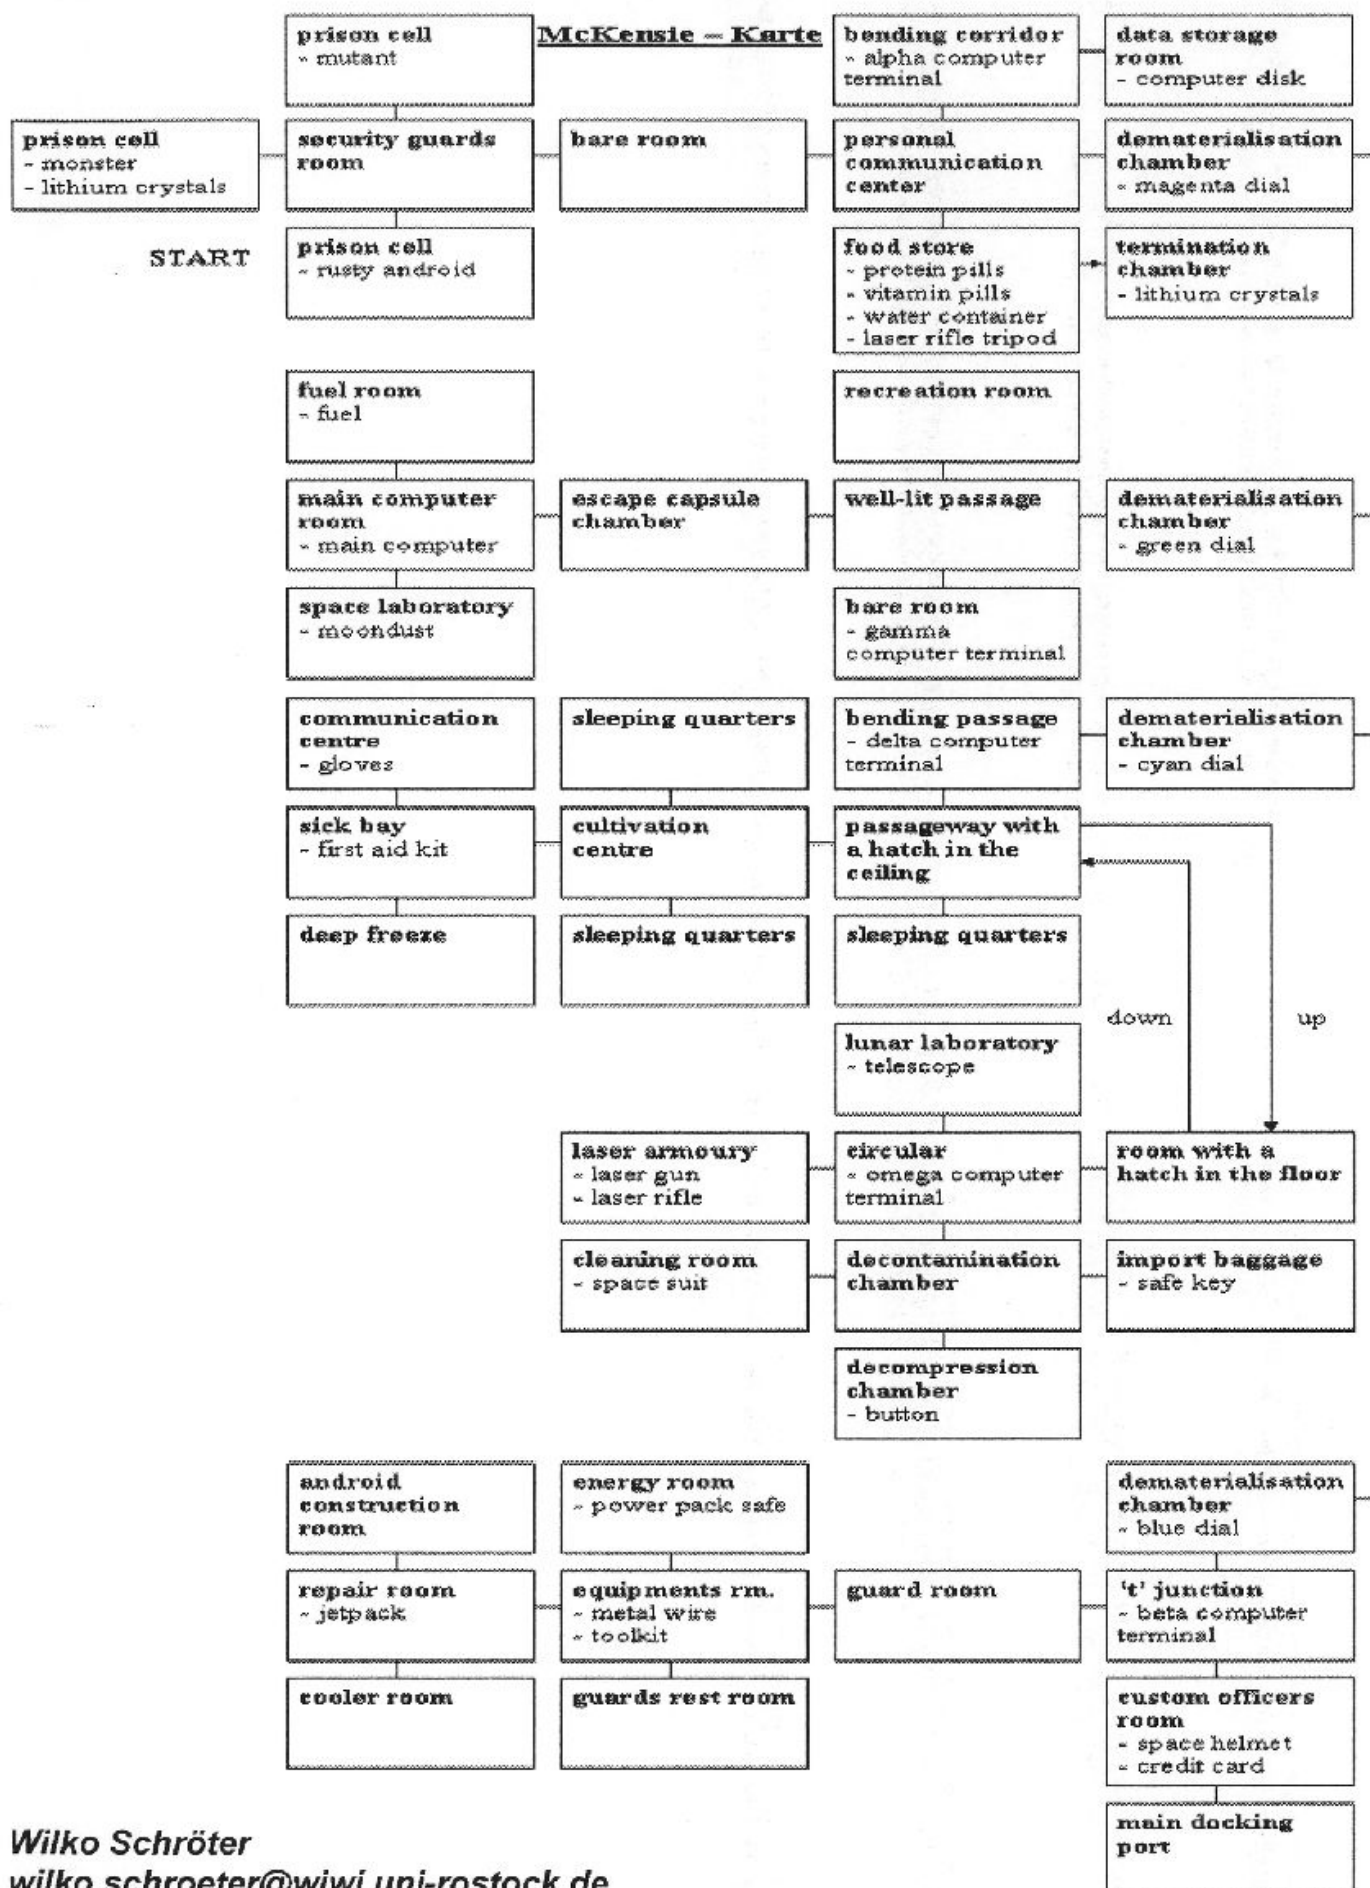 McKensie – Karte
prison cell
- mutant
bending corridor
- alpha computer
terminal
data storage
room
- computer disk
prison cell
- monster
- lithium crystals
security guards
room
bare room
personal
communication
center
dematerialisation
chamber
- magenta dial
START
prison cell
- rusty android
food store
- protein pills
- vitamin pills
- water container
- laser rifle tripod
termination
chamber
- lithium crystals
fuel room
- fuel
recreation room
main computer
room
- main computer
escape capsule
chamber
well-lit passage
dematerialisation
chamber
- green dial
space laboratory
- moondust
bare room
- gamma
computer terminal
communication
centre
- gloves
sleeping quarters
bending passage
- delta computer
terminal
dematerialisation
chamber
- cyan dial
sick bay
- first aid kit
cultivation
centre
passageway with
a hatch in the
ceiling
deep freeze
sleeping quarters
sleeping quarters
down
up
lunar laboratory
- telescope
laser armoury
- laser gun
- laser rifle
circular
- omega computer
terminal
room with a
hatch in the floor
cleaning room
- space suit
decontamination
chamber
import baggage
- safe key
decompression
chamber
- button
android
construction
room
energy room
- power pack safe
dematerialisation
chamber
- blue dial
repair room
- jetpack
equipments rm.
- metal wire
- toolkit
guard room
't' junction
- beta computer
terminal
cooler room
guards rest room
custom officers
room
- space helmet
- credit card
main docking
port
Wilko Schröter
wilko.schroeter@wiwi.uni-rostock.de